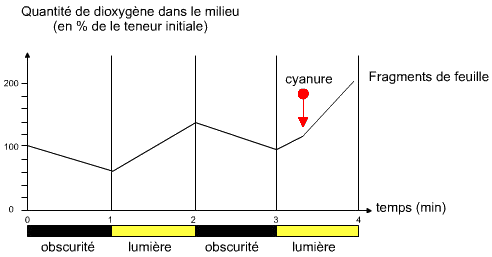 Quantité de dioxygène dans le milieu
(en % de le teneur initiale)
cyanure
Fragments de feuille
200
100
0
0 1 2 3 4
temps (min)
obscurité lumière obscurité lumière